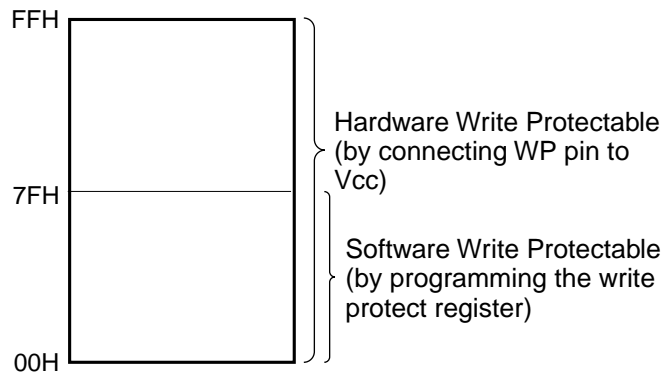 FFH
Hardware Write Protectable
(by connecting WP pin to
Vcc)
7FH
Software Write Protectable
(by programming the write
protect register)
00H